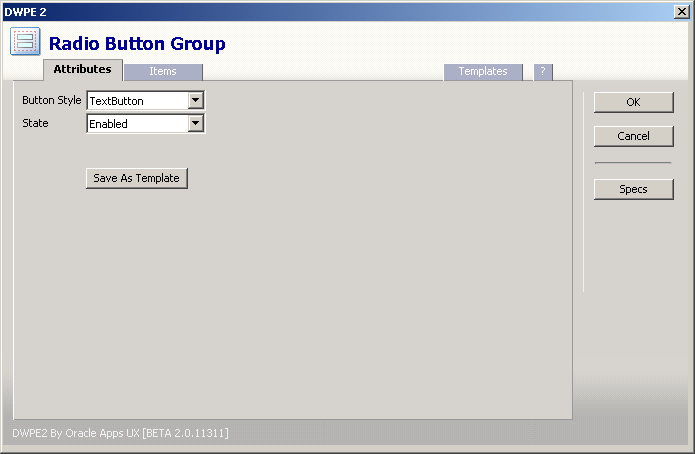 DWPE 2
Radio Button Group
Attributes Items Templates ?
Button Style TextButton OK
State Enabled
Cancel
Save As Template Specs
DWPE2 By Oracle Apps UX [BETA 2.0.11311]